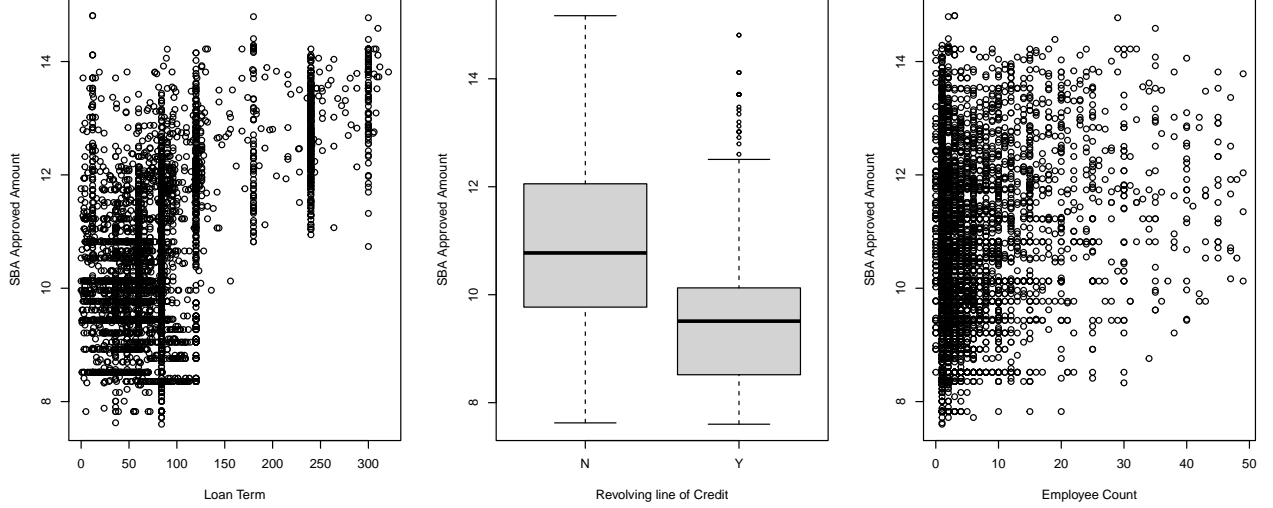 SBA Approved Amount
8 10 12 14
0 50 100 150 200 250 300
Loan Term
SBA Approved Amount
8 10 12 14
N Y
Revolving line of Credit
SBA Approved Amount
8 10 12 14
0 10 20 30 40 50
Employee Count